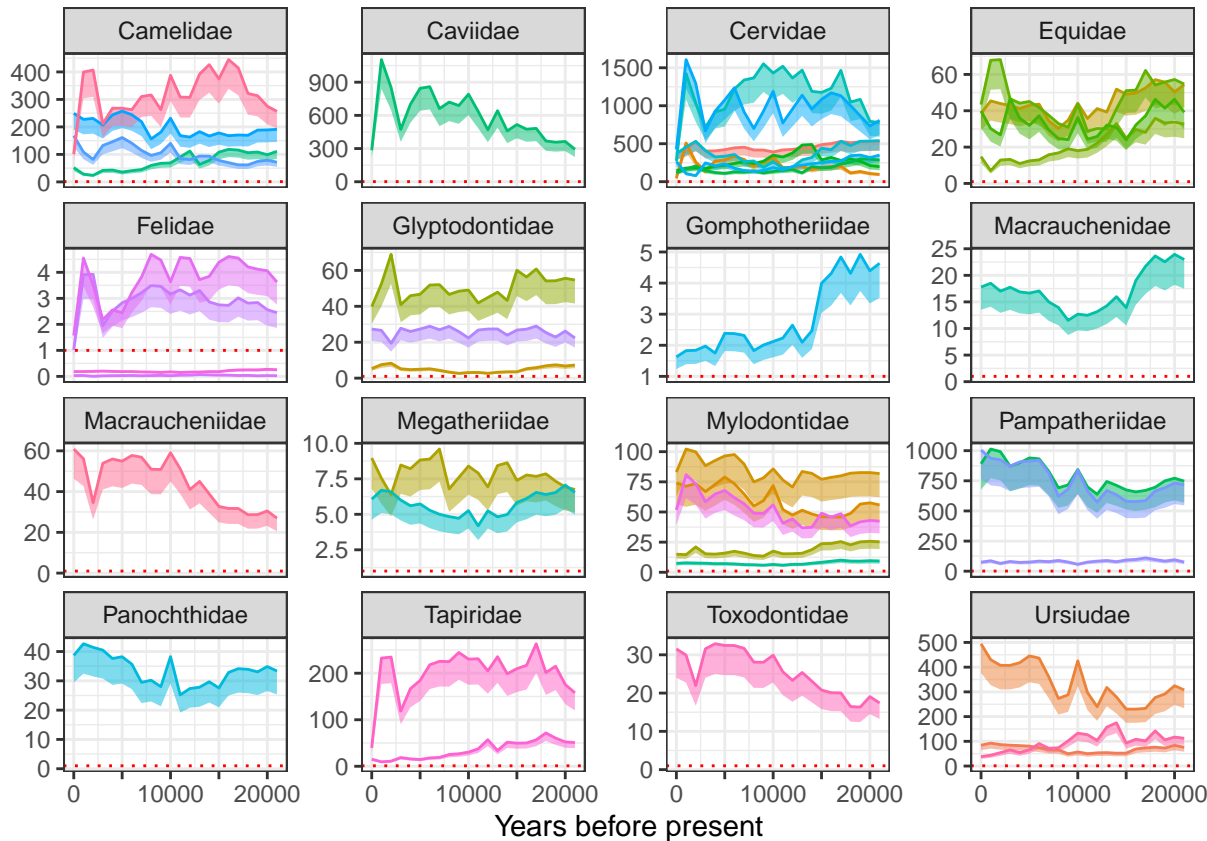 Camelidae Caviidae Cervidae Equidae
400 300 200 100 0
900 600 300 0
1500 1000 500 0
60 40 20 0
Felidae Glyptodontidae Gomphotheriidae Macrauchenidae
4 3 2 1 0
60 40 20 0
5 4 3 2 1
25 20 15 10 5 0
Macraucheniidae Megatheriidae Mylodontidae Pampatheriidae
60 40 20 0
10.0 7.5 5.0 2.5
100 75 50 25 0
1000 750 500 250 0
Panochthidae Tapiridae Toxodontidae Ursiudae
40 30 20 10 0
200 100 0
30 20 10 0
500 400 300 200 100 0
0 10000 20000 0 10000 20000 0 10000 20000 0 10000 20000
Years before present